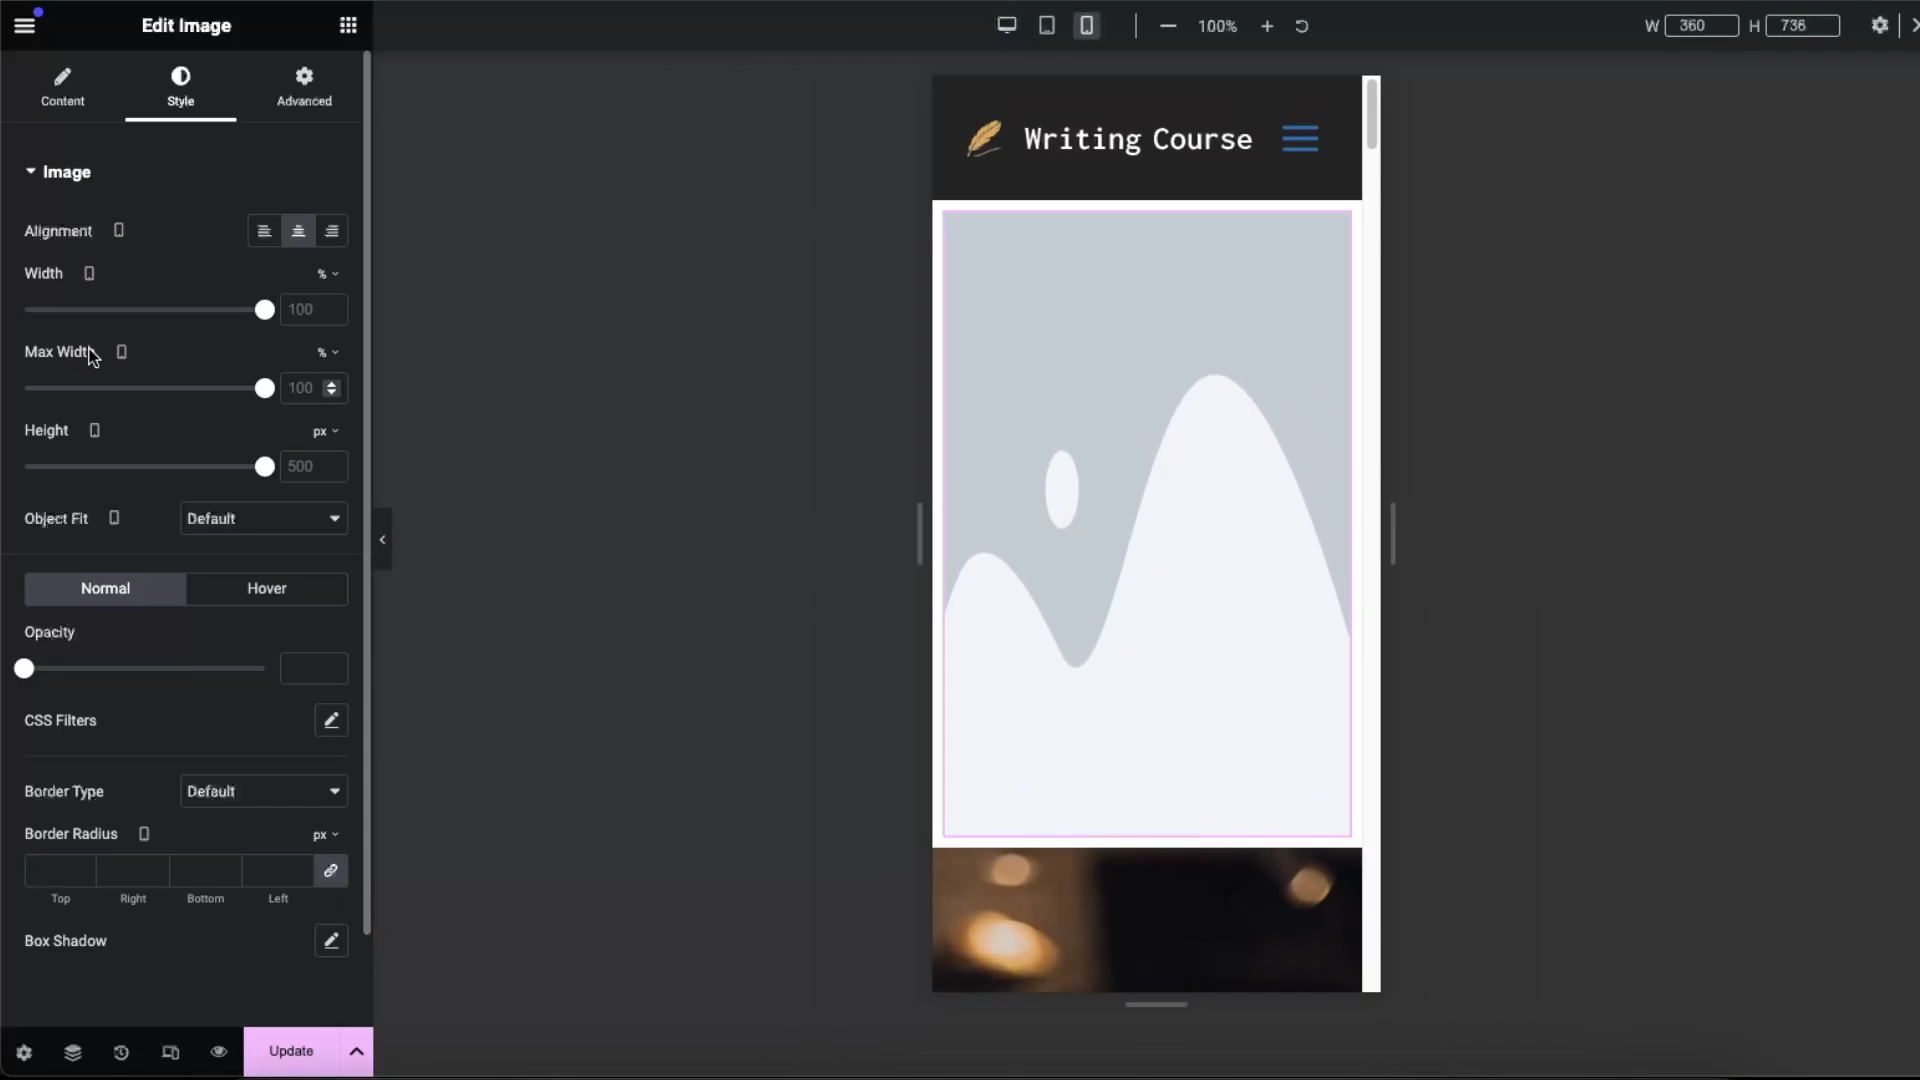 Edit Image
100%
W 360 H 736
Content Style Advanced
Image
Alignment
Width %
100
Max Width %
100
Height px
500
Object Fit Default
Normal Hover
Opacity
CSS Filters
Border Type Default
Border Radius px
Top Right Bottom Left
Box Shadow
Update
Writing Course